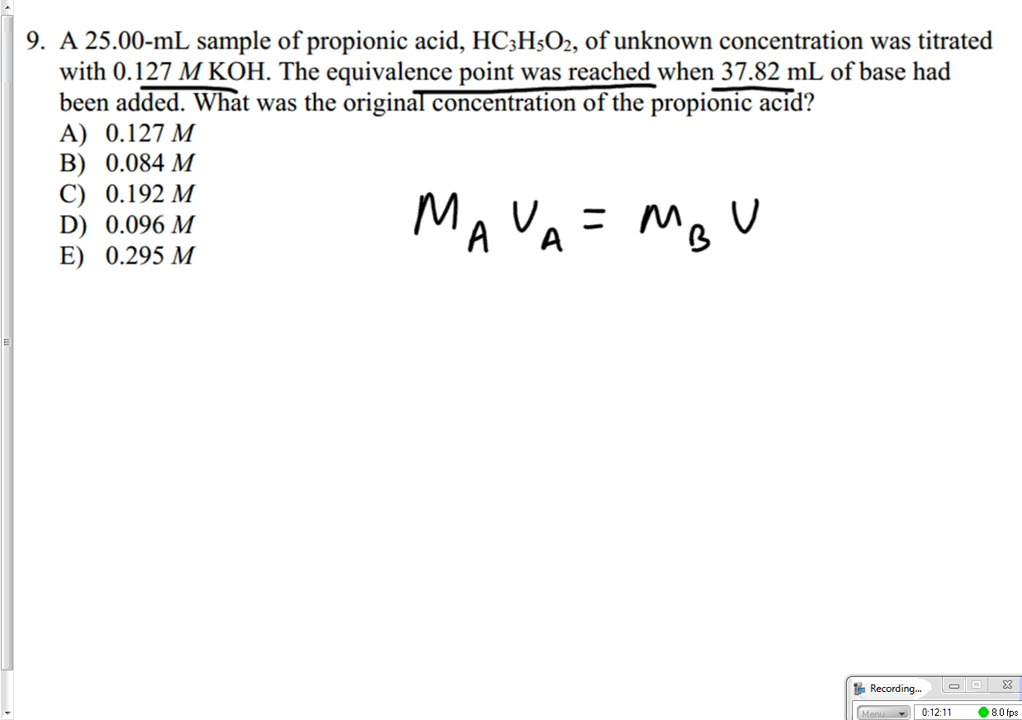 9. A 25.00-mL sample of propionic acid, HC₃H₅O₂, of unknown concentration was titrated
with 0.127 M KOH. The equivalence point was reached when 37.82 mL of base had
been added. What was the original concentration of the propionic acid?
A) 0.127 M
B) 0.084 M
C) 0.192 M
D) 0.096 M
E) 0.295 M
M_A V_A = M_B V
Recording...
Menu 0:12:11 8.0 fps